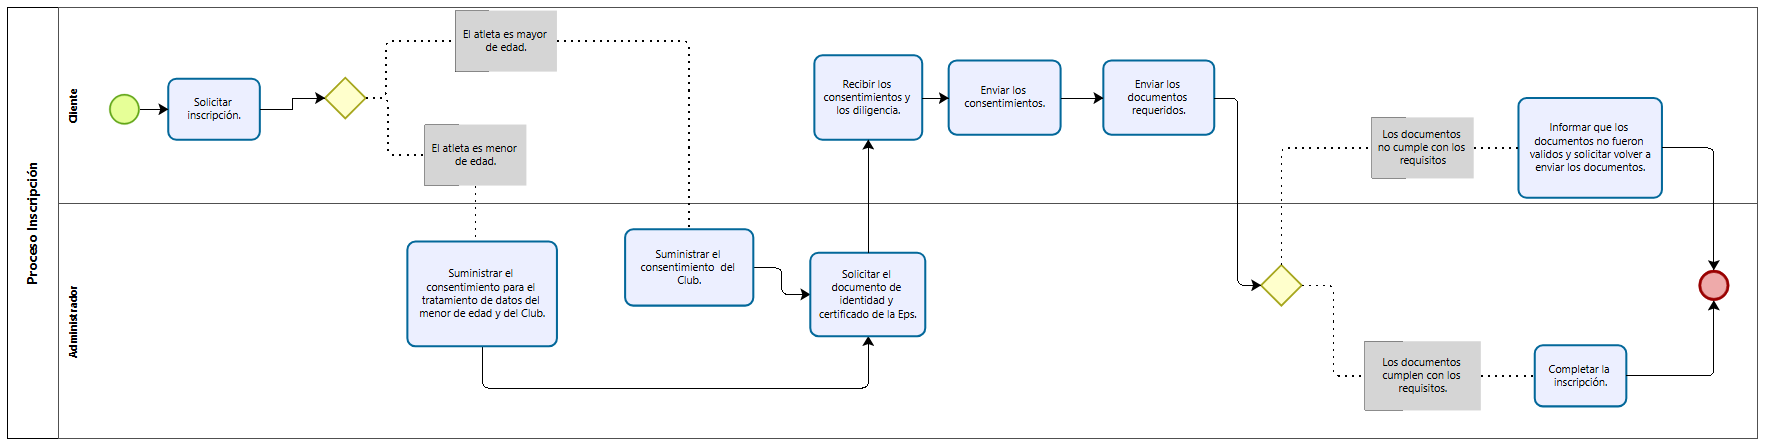 Proceso Inscripción
Cliente
Solicitar
inscripción.
El atleta es mayor
de edad.
El atleta es menor
de edad.
Recibir los
consentimientos y
los diligencia.
Enviar los
consentimientos.
Enviar los
documentos
requeridos.
Los documentos
no cumple con los
requisitos
Informar que los
documentos no fueron
validos y solicitar volver a
enviar los documentos.
Administrador
Suministrar el
consentimiento para el
tratamiento de datos del
menor de edad y del Club.
Suministrar el
consentimiento del
Club.
Solicitar el
documento de
identidad y
certificado de la Eps.
Los documentos
cumplen con los
requisitos.
Completar la
inscripción.